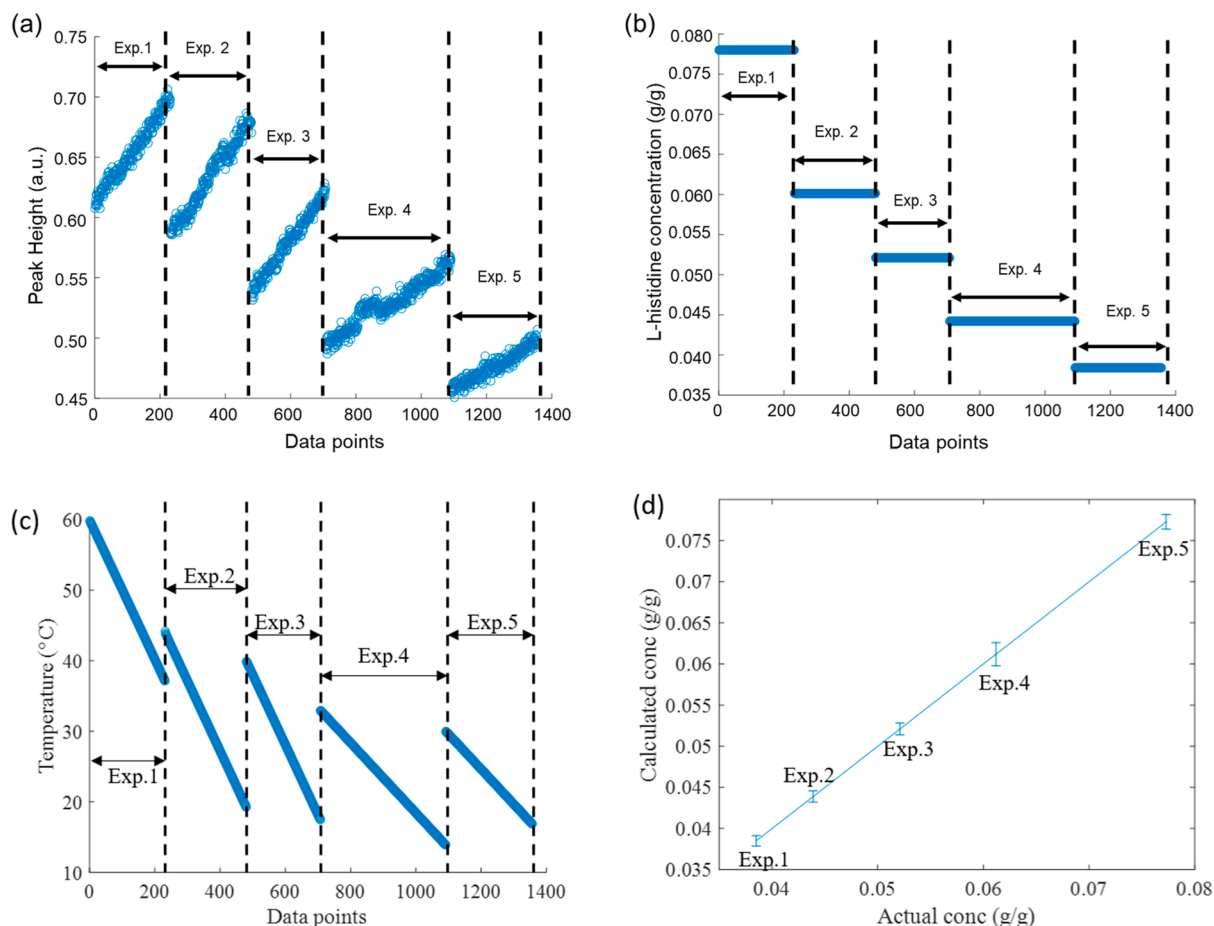 (a)
0.75
0.70
0.65
0.60
0.55
0.50
0.45
Peak Height (a.u.)
Exp.1
Exp. 2
Exp. 3
Exp. 4
Exp. 5
0 200 400 600 800 1000 1200 1400
Data points
(b)
0.080
0.075
0.070
0.065
0.060
0.055
0.050
0.045
0.040
0.035
L-histidine concentration (g/g)
Exp.1
Exp. 2
Exp. 3
Exp. 4
Exp. 5
0 200 400 600 800 1000 1200 1400
Data points
(c)
60
50
40
30
20
10
Temperature (°C)
Exp.1
Exp.2
Exp.3
Exp.4
Exp.5
0 200 400 600 800 1000 1200 1400
Data points
(d)
0.075
0.07
0.065
0.06
0.055
0.05
0.045
0.04
0.035
Calculated conc (g/g)
Exp.5
Exp.4
Exp.3
Exp.2
Exp.1
0.04 0.05 0.06 0.07 0.08
Actual conc (g/g)